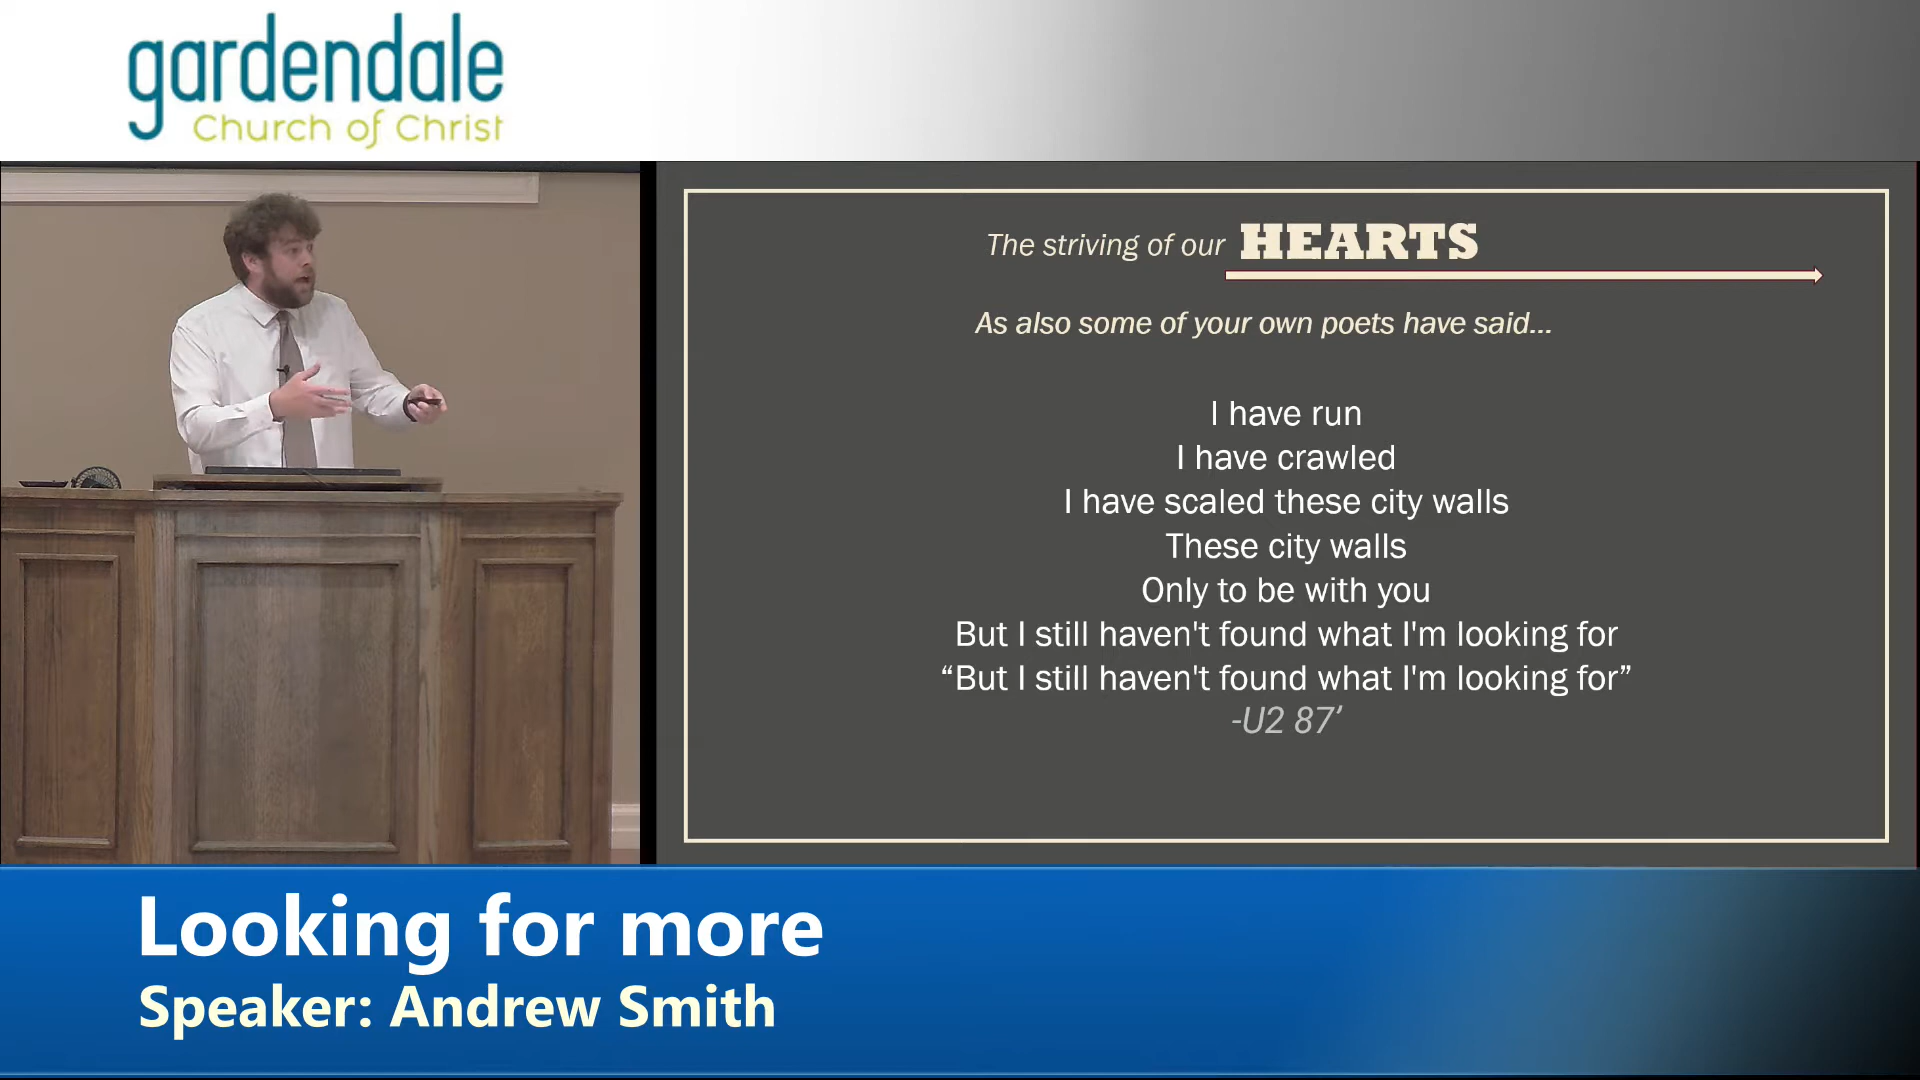 gardendale
Church of Christ
The striving of our HEARTS
As also some of your own poets have said...
I have run
I have crawled
I have scaled these city walls
These city walls
Only to be with you
But I still haven't found what I'm looking for
“But I still haven't found what I'm looking for”
-U2 87’
Looking for more
Speaker: Andrew Smith